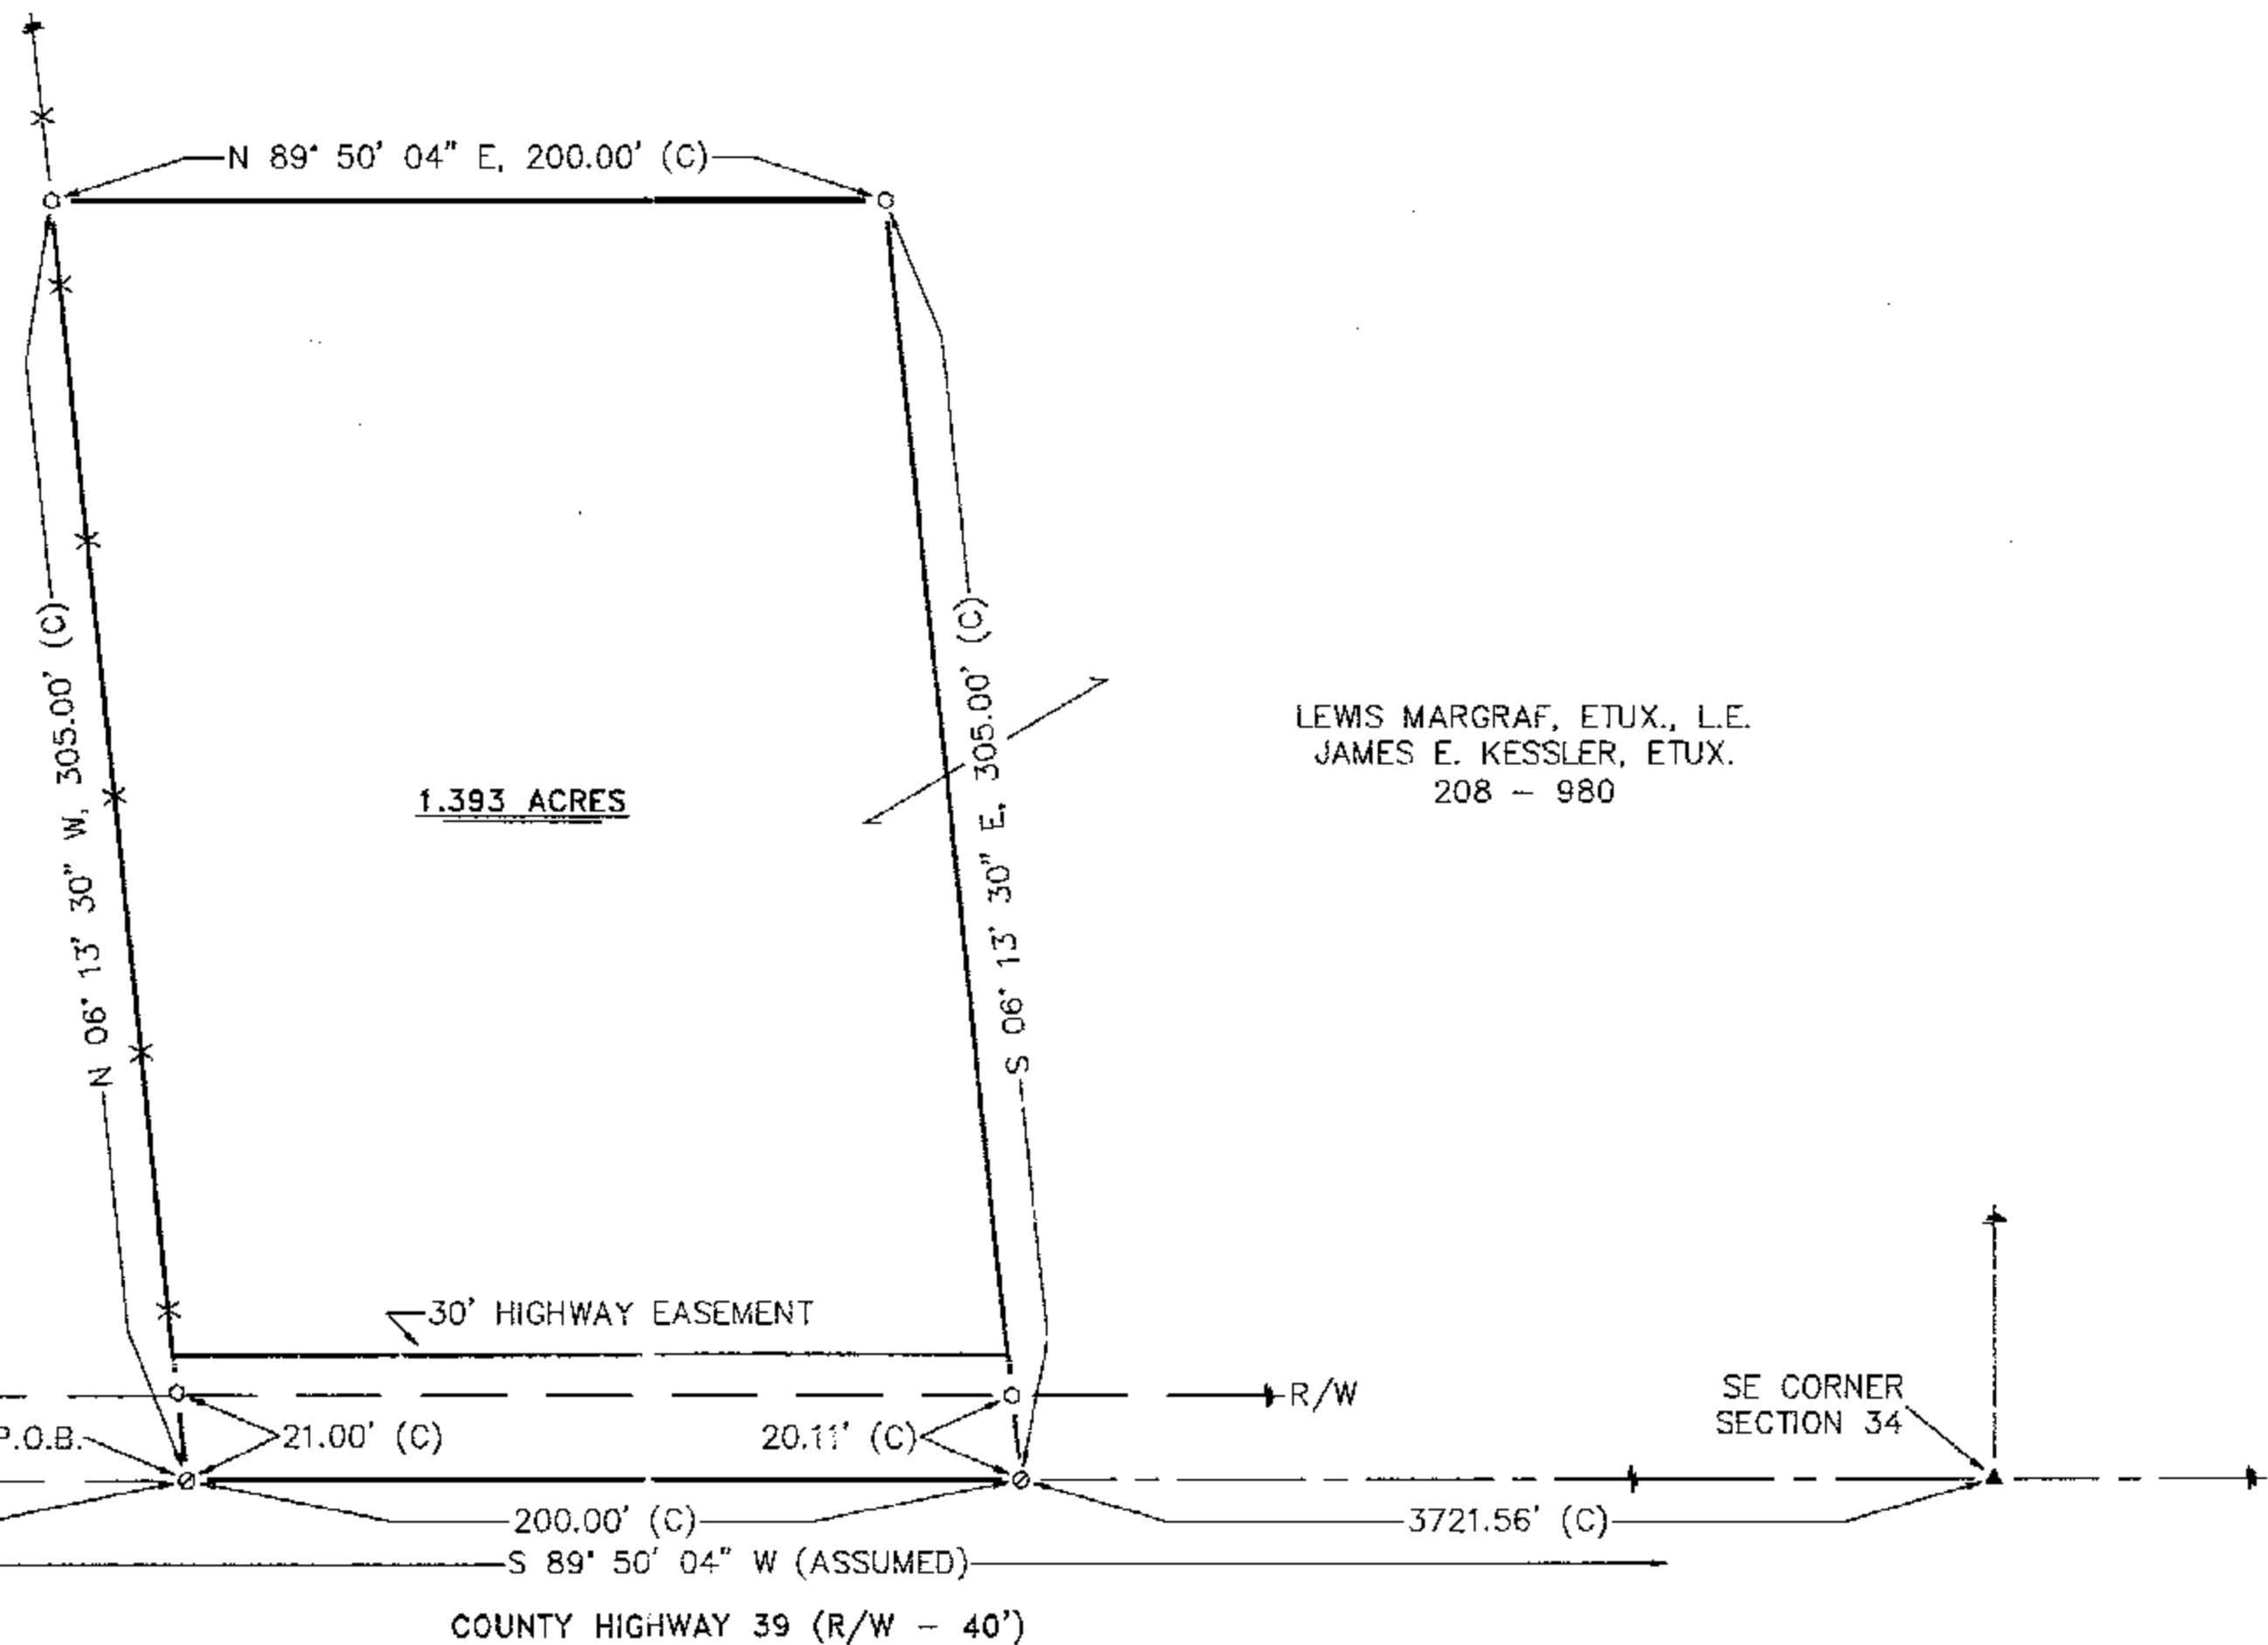 N 89° 50' 04" E, 200.00' (C)
N 06° 13' 30" W, 305.00' (C)
S 06° 13' 30" E, 305.00' (C)
LEWIS MARGRAF, ETUX., L.E.
JAMES E. KESSLER, ETUX.
208 – 980
1.393 ACRES
30' HIGHWAY EASEMENT
R/W
SE CORNER
SECTION 34
P.O.B.
21.00' (C)
20.11' (C)
200.00' (C)
3721.56' (C)
S 89° 50' 04" W (ASSUMED)
COUNTY HIGHWAY 39 (R/W – 40')